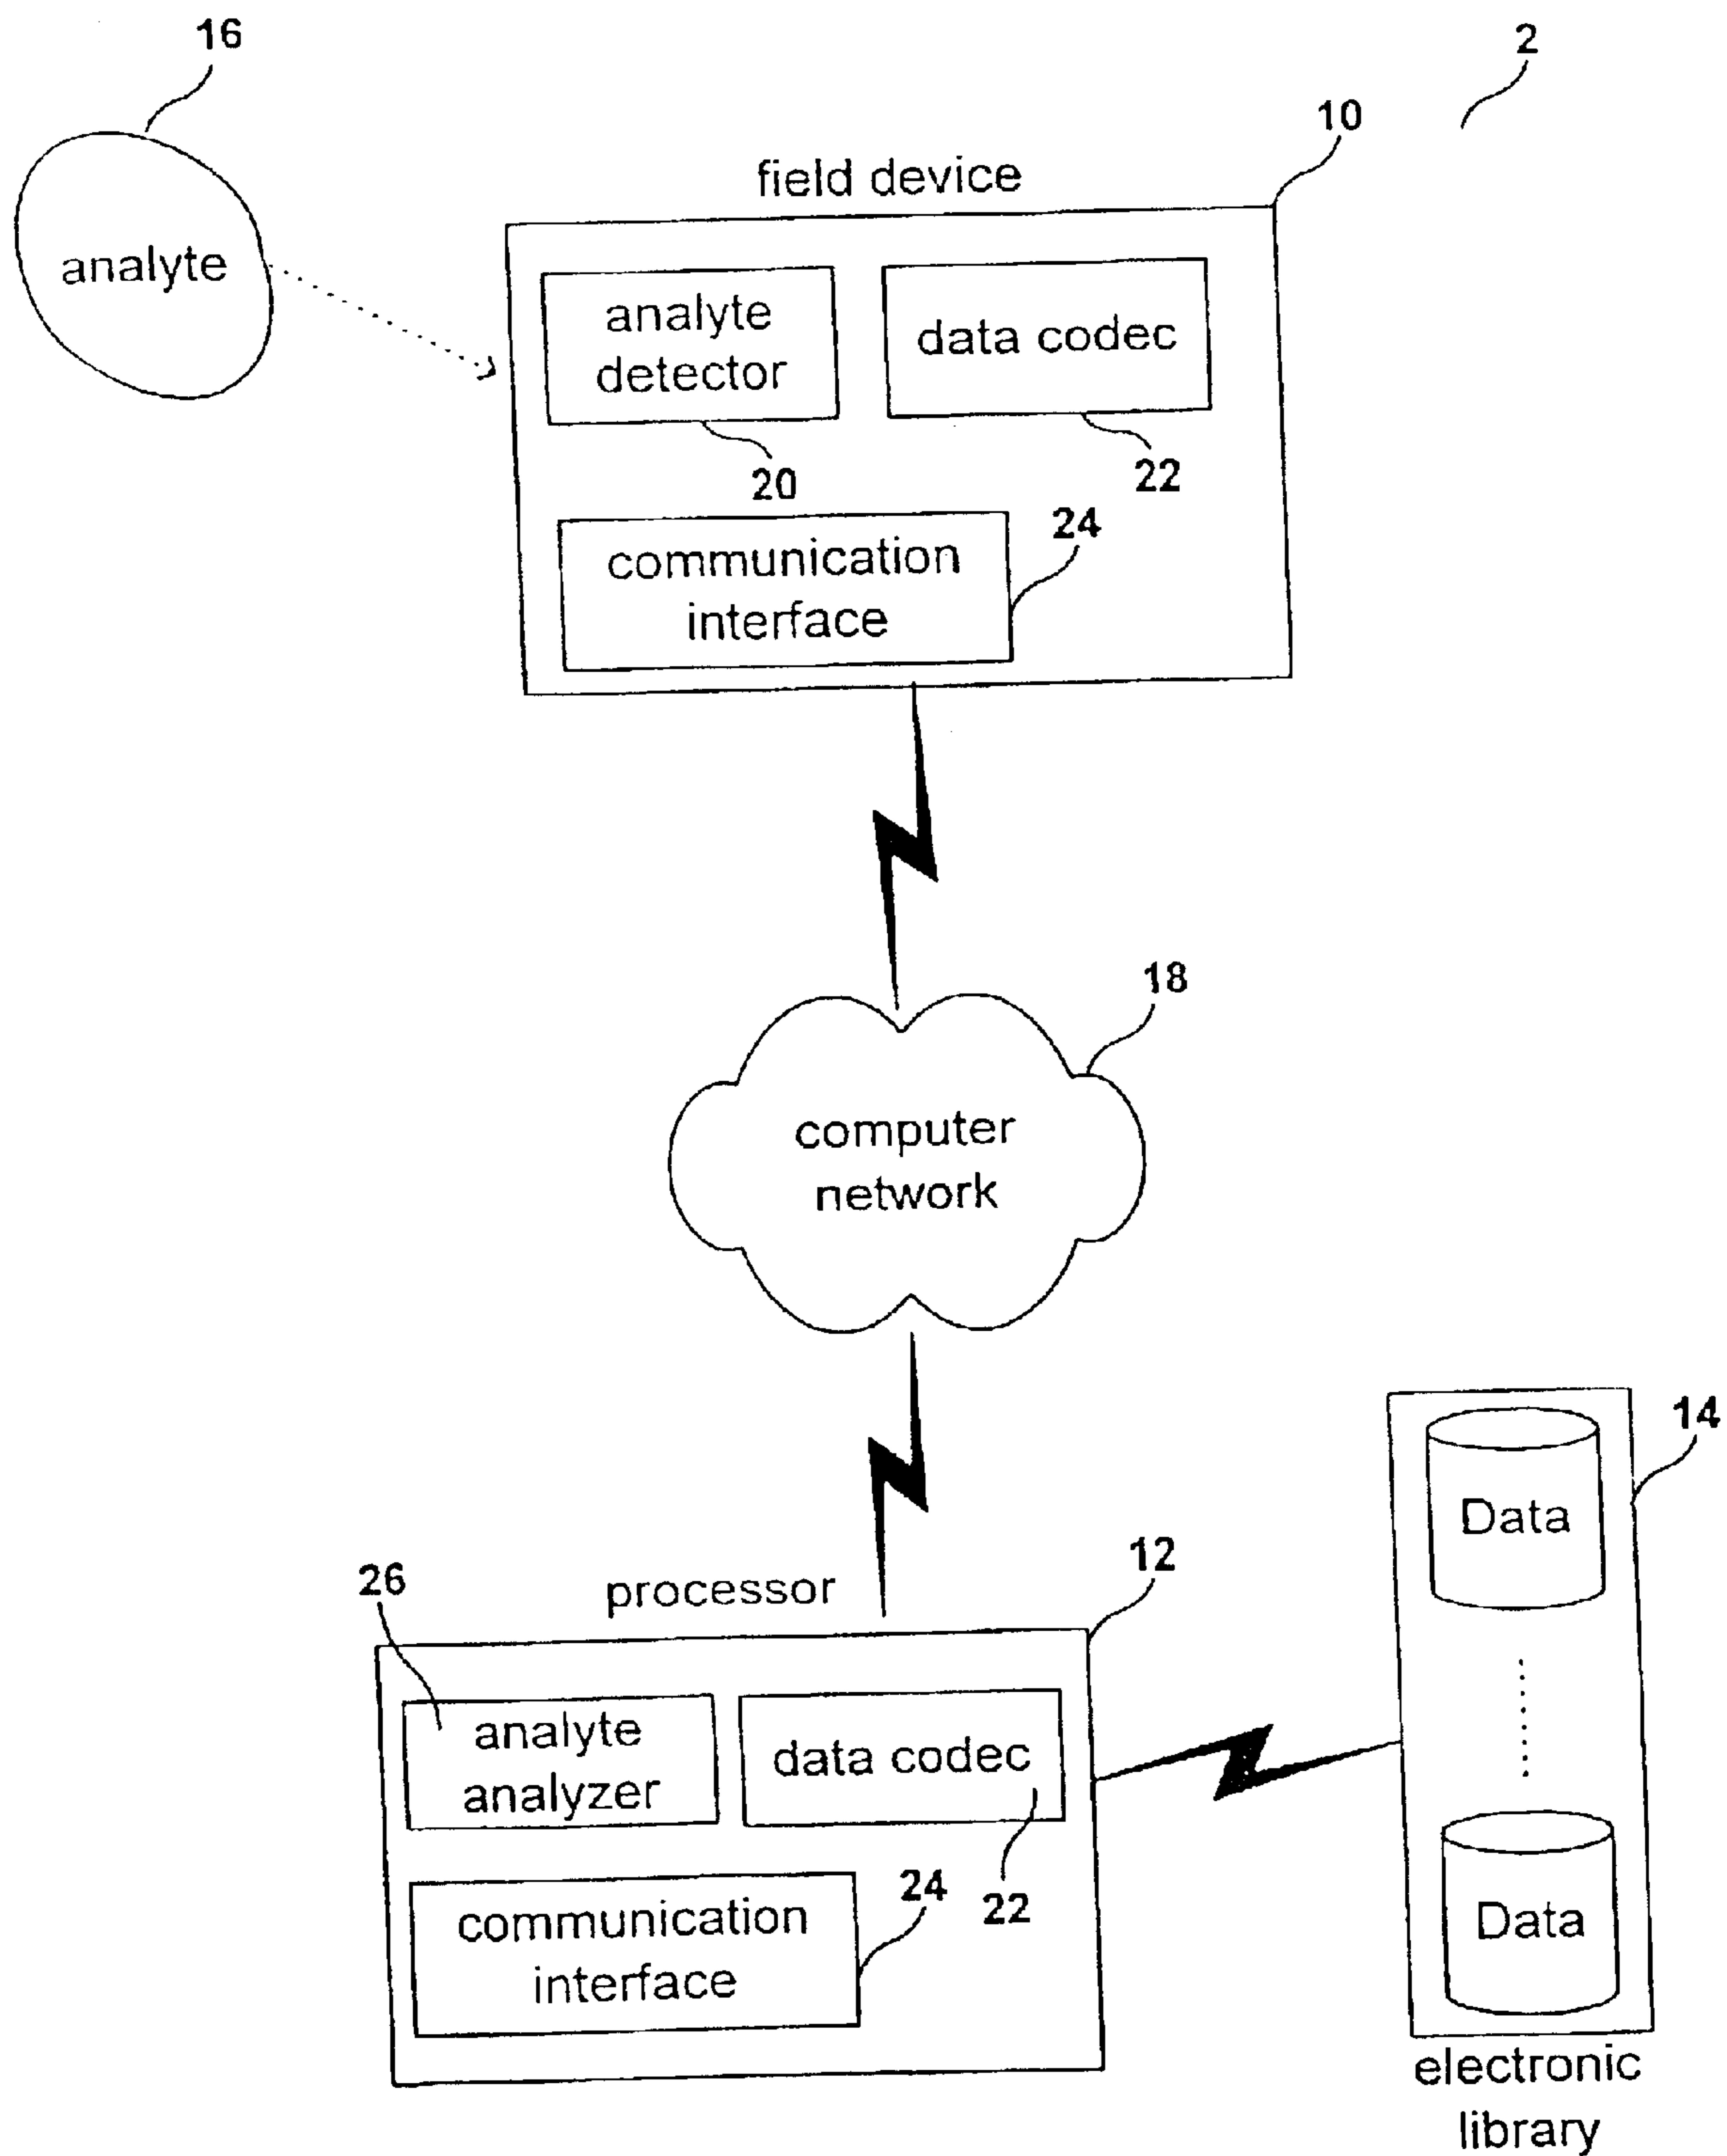 16
2
10
field device
analyte
analyte
detector
data codec
20
22
24
communication
interface
18
computer
network
14
Data
12
26
processor
analyte
analyzer
data codec
24
22
communication
interface
Data
electronic
library